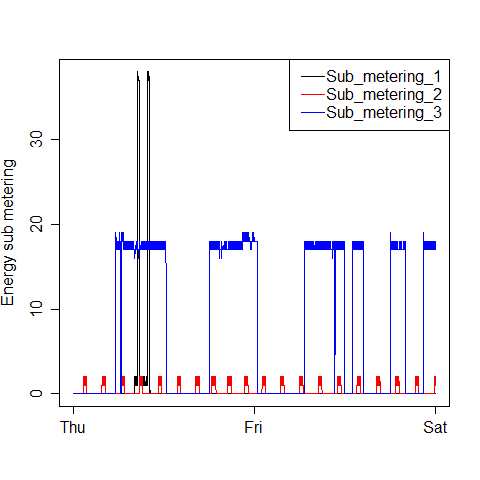 Sub_metering_1
Sub_metering_2
Sub_metering_3
Energy sub metering
30
20
10
0
Thu Fri Sat